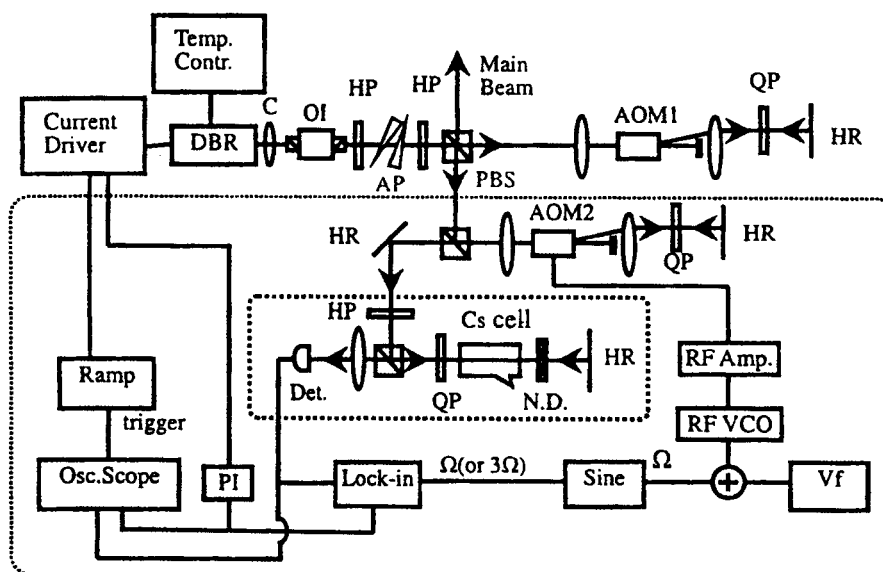 Temp.
Contr.
Main
Beam
HP
HP
QP
C
OI
AOM1
Current
Driver
DBR
HR
AP
PBS
AOM2
HR
HR
QP
HP
Cs cell
RF Amp.
HR
Ramp
Det.
QP
N.D.
trigger
RF VCO
Ω(or 3Ω)
Ω
Osc.Scope
PI
Lock-in
Sine
Vf